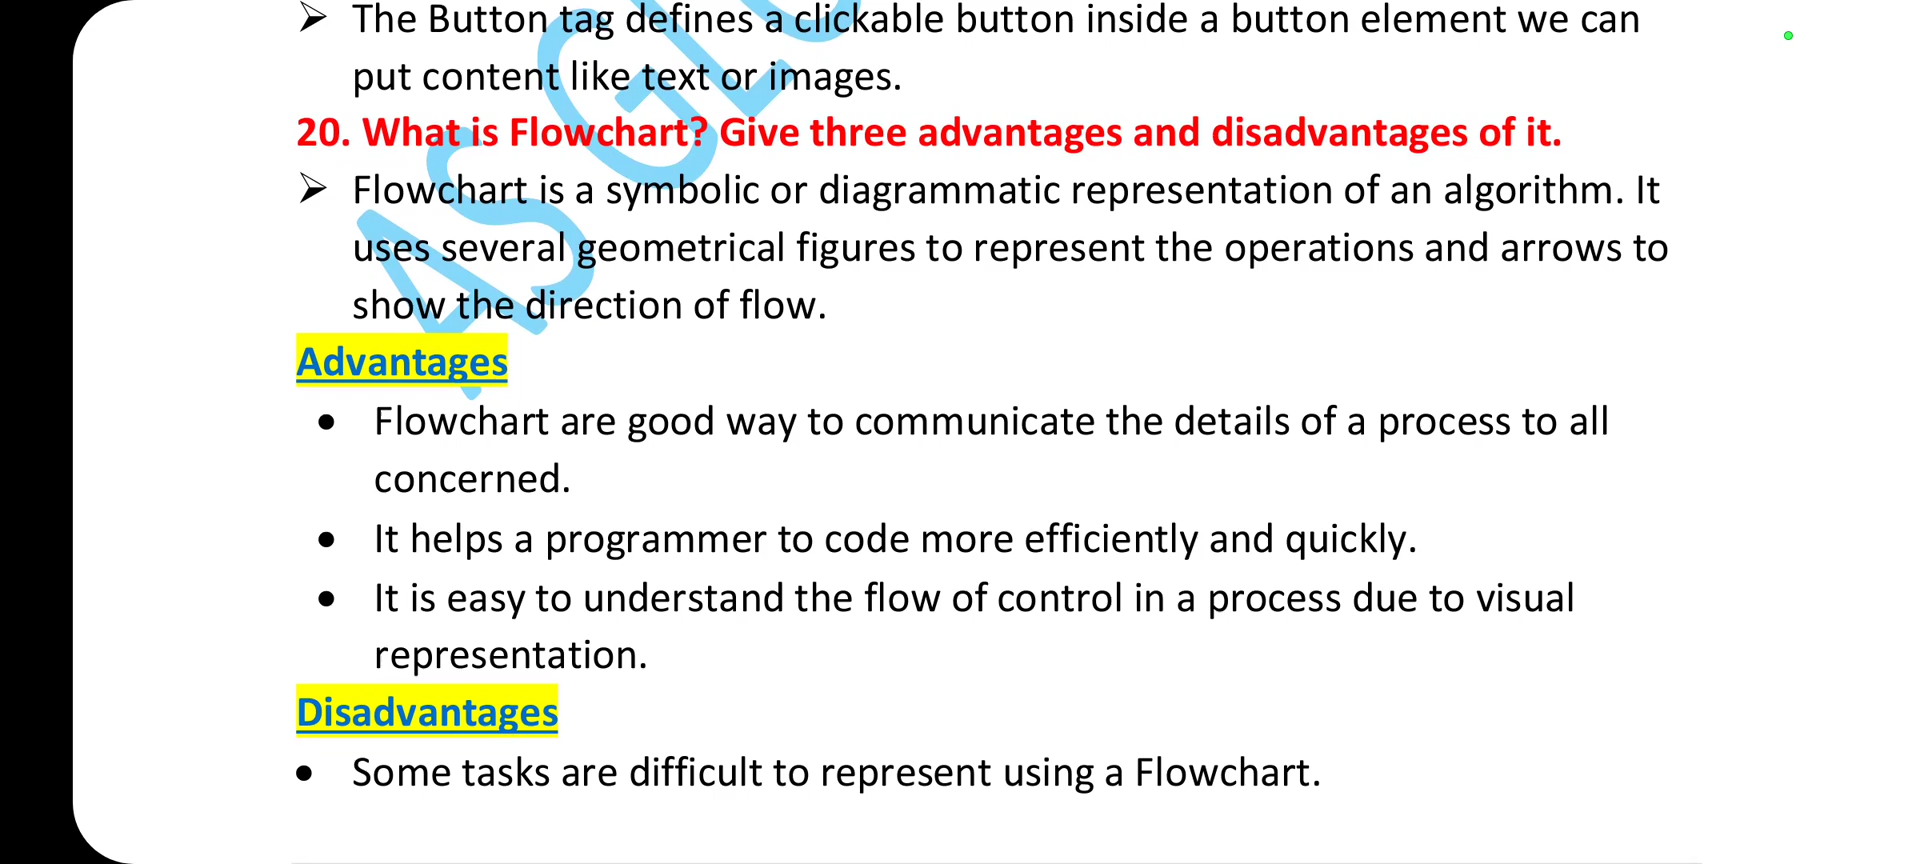 ➢ The Button tag defines a clickable button inside a button element we can
put content like text or images.
20. What is Flowchart? Give three advantages and disadvantages of it.
➢ Flowchart is a symbolic or diagrammatic representation of an algorithm. It
uses several geometrical figures to represent the operations and arrows to
show the direction of flow.
Advantages
• Flowchart are good way to communicate the details of a process to all
concerned.
• It helps a programmer to code more efficiently and quickly.
• It is easy to understand the flow of control in a process due to visual
representation.
Disadvantages
• Some tasks are difficult to represent using a Flowchart.